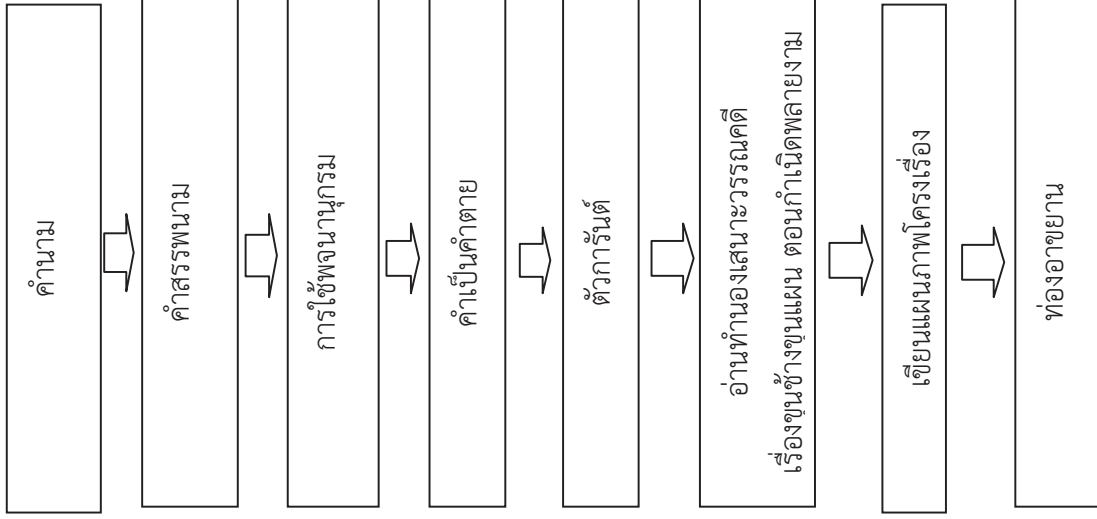 คำนาม
คำสรรพนาม
การใช้พจนานุกรม
คำเป็นคำตาย
ตัวการันต์
อ่านทำนองเสนาะวรรณคดี
เรื่องขุนช้างขุนแผน ตอนกำเนิดพลายงาม
เขียนแผนภาพโครงเรื่อง
ท่องอาขยาน